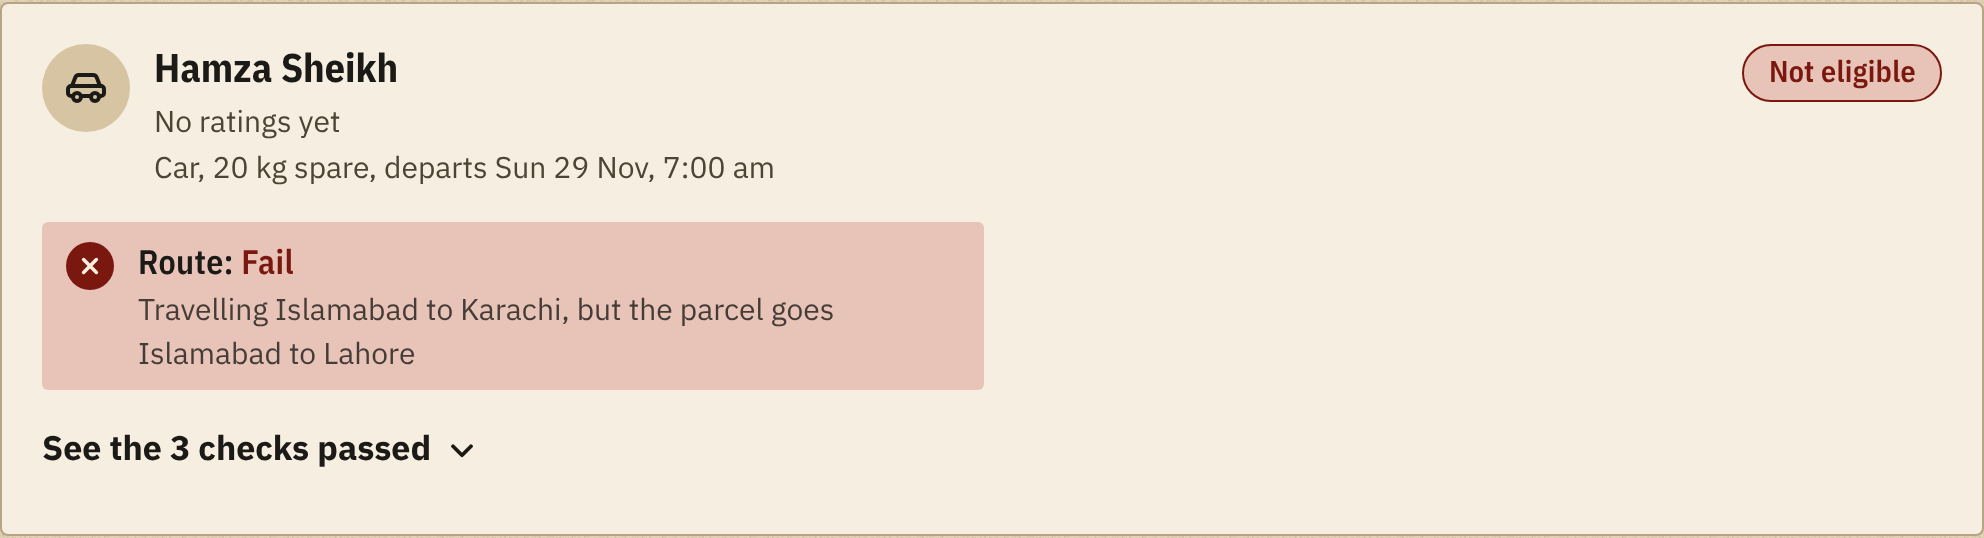 Hamza Sheikh
Not eligible
No ratings yet
Car, 20 kg spare, departs Sun 29 Nov, 7:00 am
Route: Fail
Travelling Islamabad to Karachi, but the parcel goes
Islamabad to Lahore
See the 3 checks passed